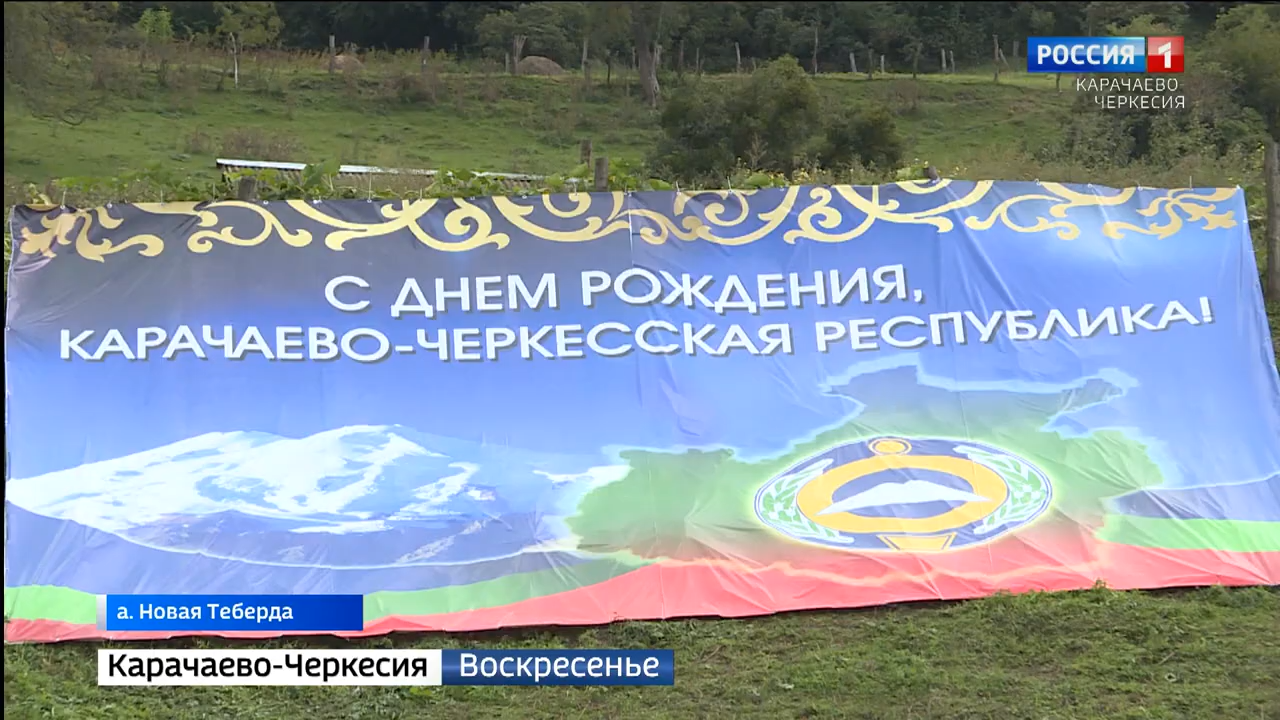 РОССИЯ 1
КАРАЧАЕВО
ЧЕРКЕСИЯ
С ДНЕМ РОЖДЕНИЯ,
КАРАЧАЕВО-ЧЕРКЕССКАЯ РЕСПУБЛИКА!
а. Новая Теберда
Карачаево-Черкесия Воскресенье